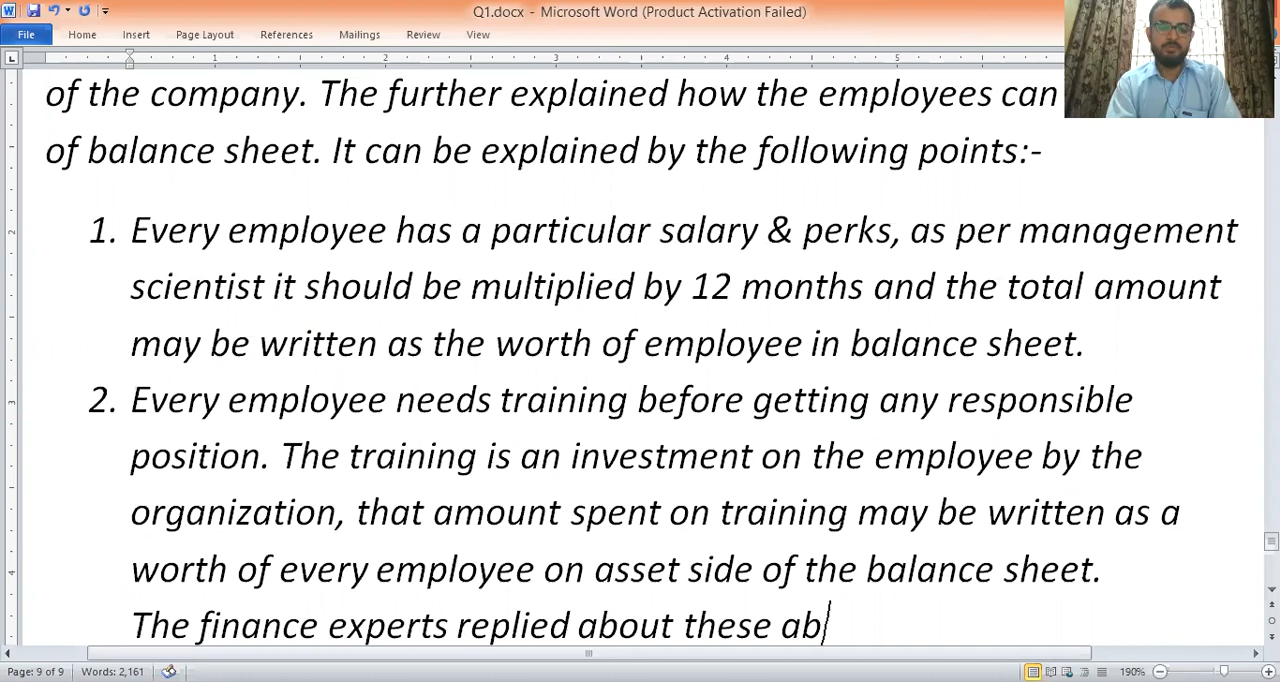 Q1.docx - Microsoft Word (Product Activation Failed)
File Home Insert Page Layout References Mailings Review View
1 2 3 4 5 6
of the company. The further explained how the employees can
of balance sheet. It can be explained by the following points:-
1. Every employee has a particular salary & perks, as per management
scientist it should be multiplied by 12 months and the total amount
may be written as the worth of employee in balance sheet.
2. Every employee needs training before getting any responsible
position. The training is an investment on the employee by the
organization, that amount spent on training may be written as a
worth of every employee on asset side of the balance sheet.
The finance experts replied about these ab
Page: 9 of 9 Words: 2,161 190%